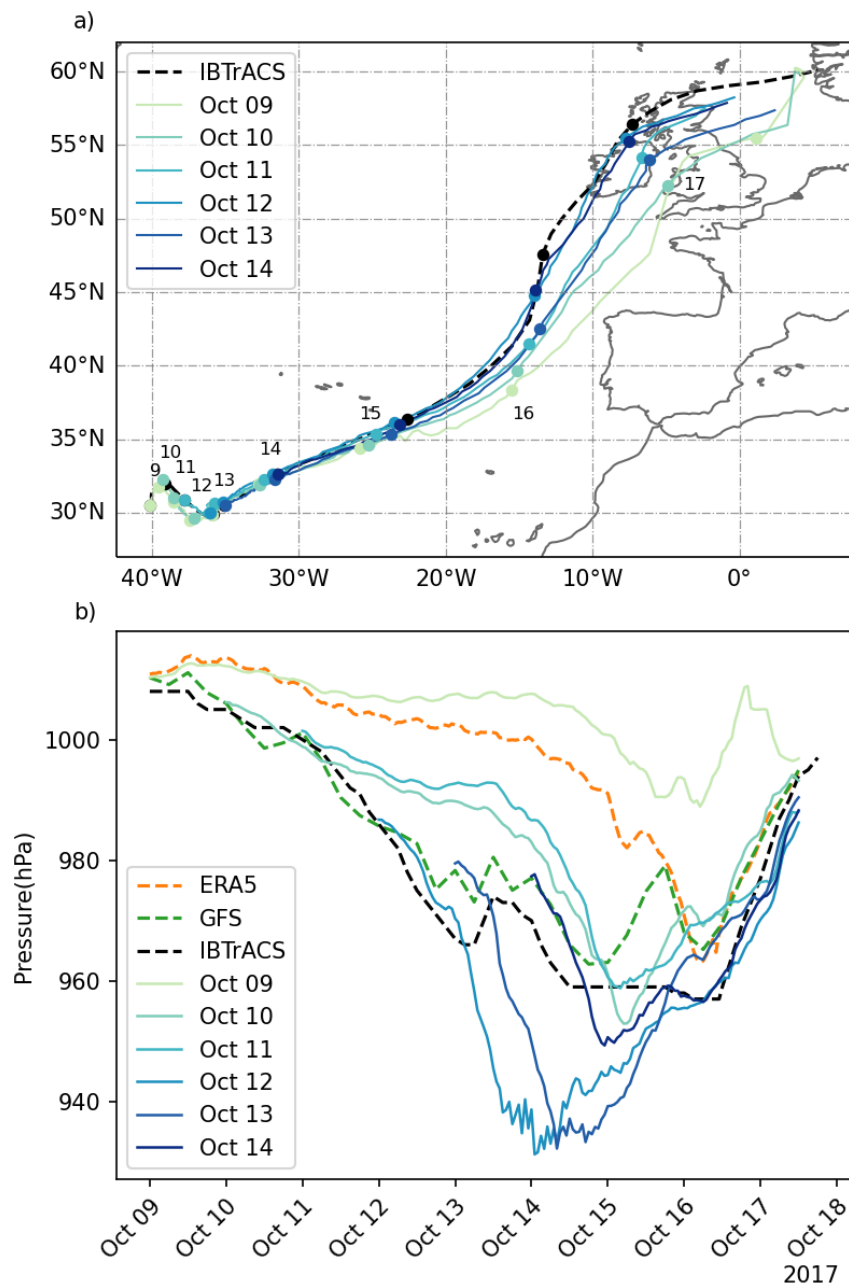 a)
60°N
55°N
50°N
45°N
40°N
35°N
30°N
IBTrACS
Oct 09
Oct 10
Oct 11
Oct 12
Oct 13
Oct 14
17
16
15
14
13
12
11
10
9
40°W
30°W
20°W
10°W
0°
b)
Pressure(hPa)
1000
980
960
940
ERA5
GFS
IBTrACS
Oct 09
Oct 10
Oct 11
Oct 12
Oct 13
Oct 14
Oct 09
Oct 10
Oct 11
Oct 12
Oct 13
Oct 14
Oct 15
Oct 16
Oct 17
Oct 18
2017